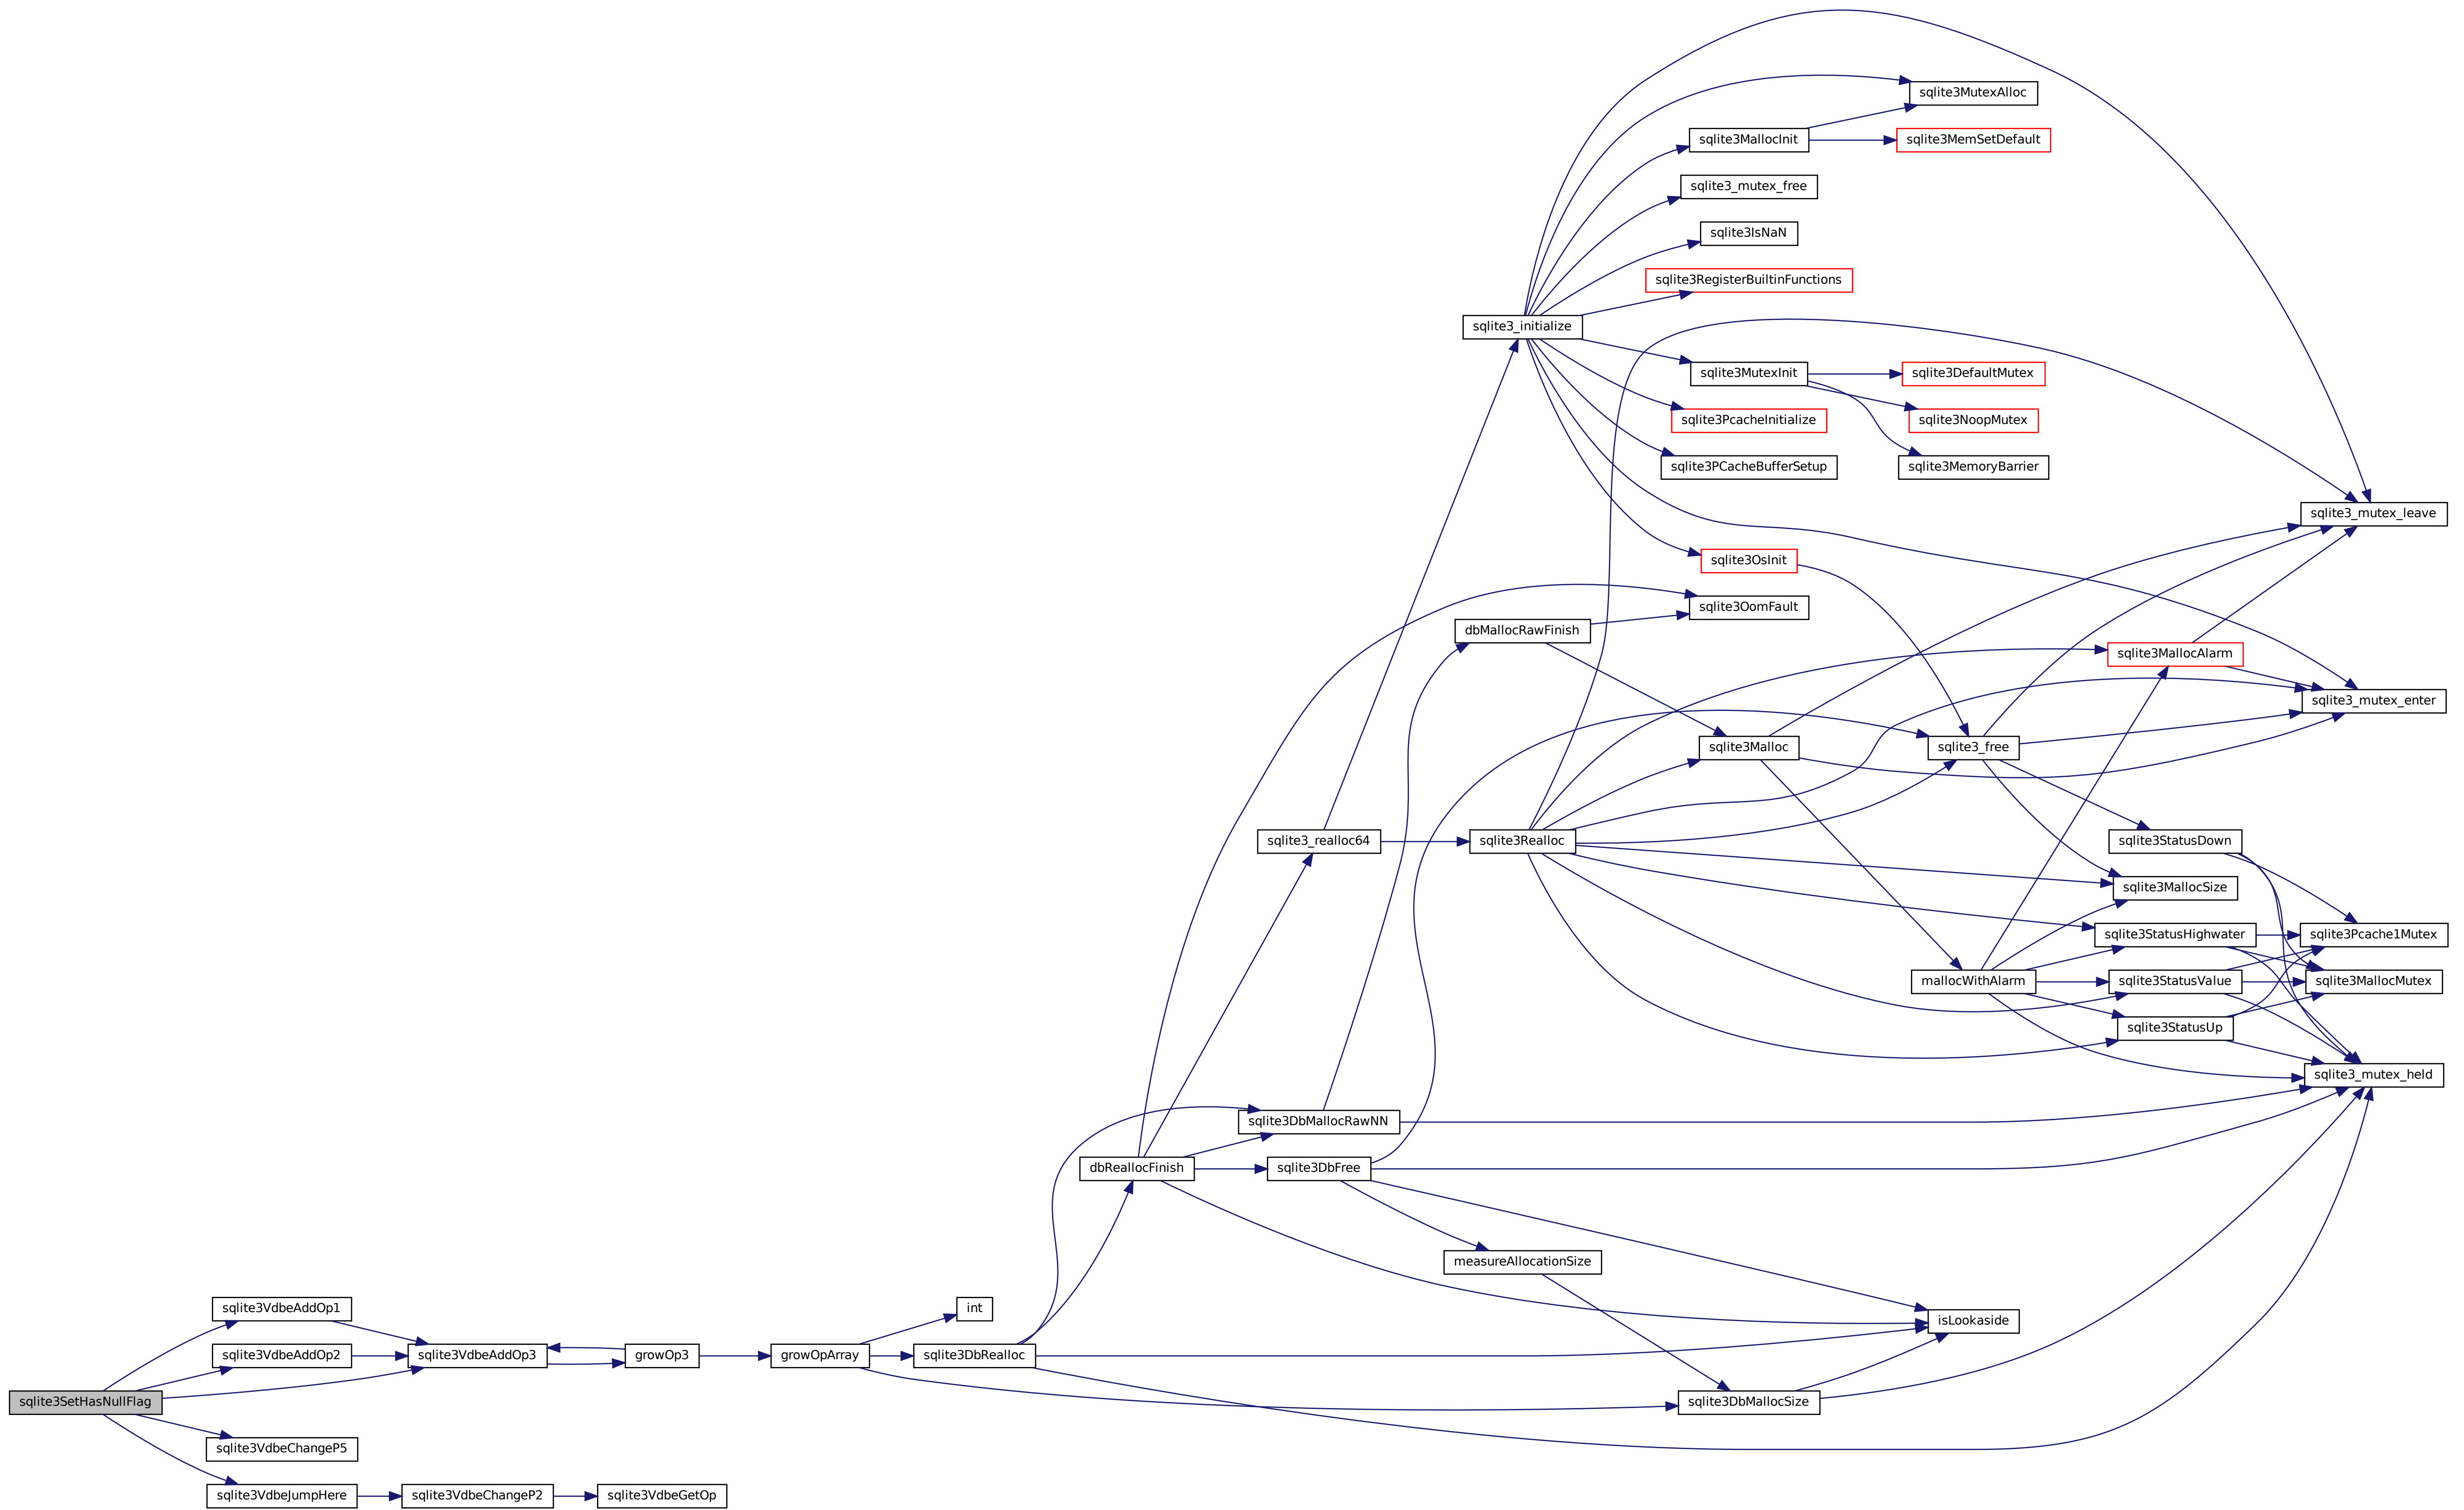 sqlite3MutexAlloc
sqlite3MallocInit
sqlite3MemSetDefault
sqlite3_mutex_free
sqlite3IsNaN
sqlite3RegisterBuiltinFunctions
sqlite3_initialize
sqlite3MutexInit
sqlite3DefaultMutex
sqlite3PcacheInitialize
sqlite3NoopMutex
sqlite3PCacheBufferSetup
sqlite3MemoryBarrier
sqlite3_mutex_leave
sqlite3OsInit
sqlite3OomFault
dbMallocRawFinish
sqlite3MallocAlarm
sqlite3_mutex_enter
sqlite3Malloc
sqlite3_free
sqlite3_realloc64
sqlite3Realloc
sqlite3StatusDown
sqlite3MallocSize
sqlite3StatusHighwater
sqlite3Pcache1Mutex
mallocWithAlarm
sqlite3StatusValue
sqlite3MallocMutex
sqlite3StatusUp
sqlite3_mutex_held
sqlite3DbMallocRawNN
dbReallocFinish
sqlite3DbFree
measureAllocationSize
sqlite3VdbeAddOp1
int
isLookaside
sqlite3VdbeAddOp2
sqlite3VdbeAddOp3
growOp3
growOpArray
sqlite3DbRealloc
sqlite3SetHasNullFlag
sqlite3DbMallocSize
sqlite3VdbeChangeP5
sqlite3VdbeJumpHere
sqlite3VdbeChangeP2
sqlite3VdbeGetOp